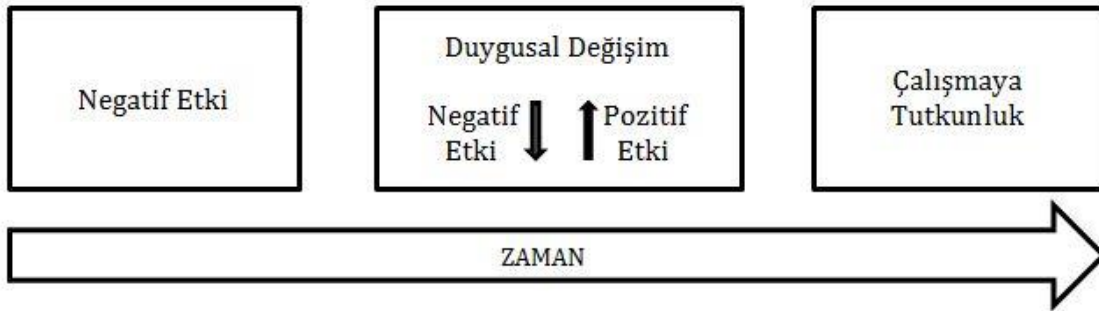 Negatif Etki
Duygusal Değişim
Negatif
Etki
Pozitif
Etki
Çalışmaya
Tutkunluk
ZAMAN